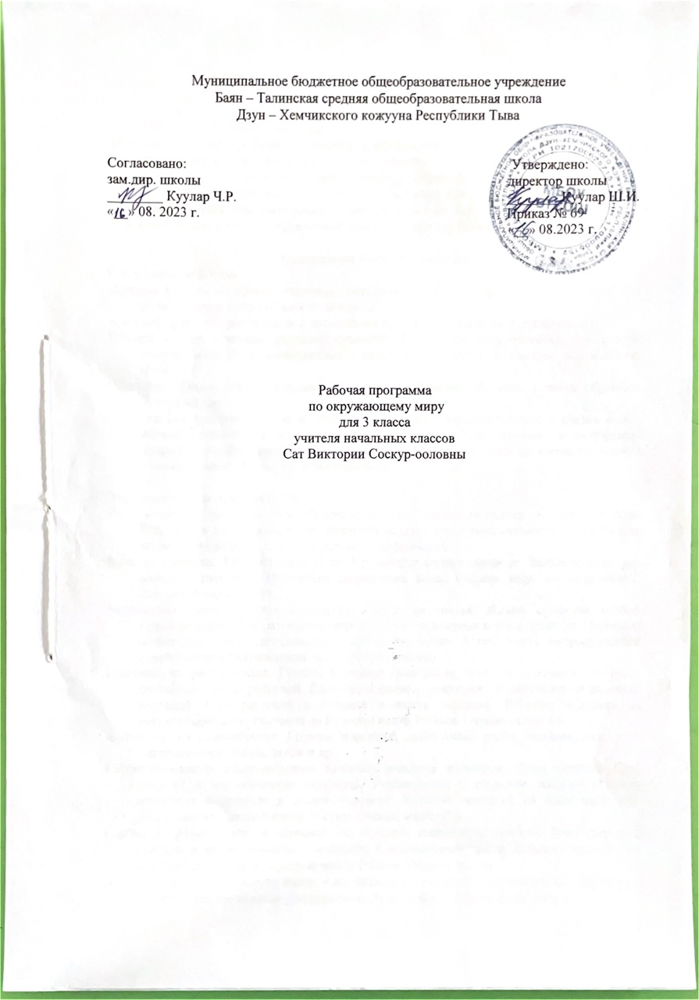 Муниципальное бюджетное общеобразовательное учреждение
Баян – Талинская средняя общеобразовательная школа
Дзун – Хемчикского кожууна Республики Тыва
Согласовано:
зам.дир. школы
________ Куулар Ч.Р.
«16» 08. 2023 г.
Утверждено:
директор школы
Куулар Ш.И.
Приказ № 69
«16» 08.2023 г.
Рабочая программа
по окружающему миру
для 3 класса
учителя начальных классов
Сат Виктории Соскур-ооловны